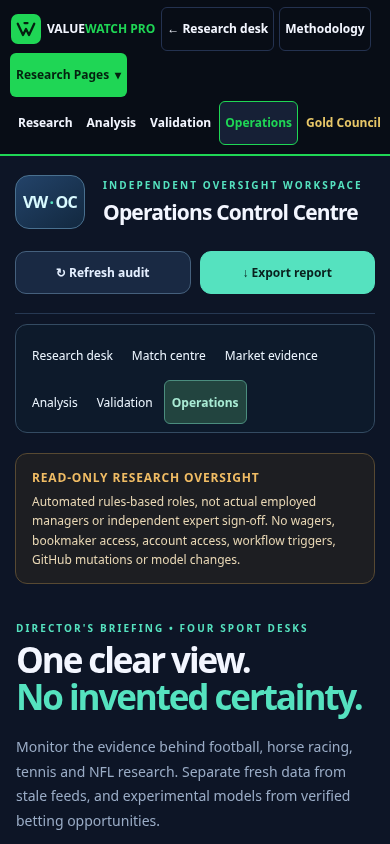 VALUEWATCH PRO ← Research desk Methodology
Research Pages ▾
Research Analysis Validation Operations Gold Council
VW·OC
INDEPENDENT OVERSIGHT WORKSPACE
Operations Control Centre
↻ Refresh audit ↓ Export report
Research desk Match centre Market evidence
Analysis Validation Operations
READ-ONLY RESEARCH OVERSIGHT
Automated rules-based roles, not actual employed
managers or independent expert sign-off. No wagers,
bookmaker access, account access, workflow triggers,
GitHub mutations or model changes.
DIRECTOR'S BRIEFING • FOUR SPORT DESKS
One clear view.
No invented certainty.
Monitor the evidence behind football, horse racing,
tennis and NFL research. Separate fresh data from
stale feeds, and experimental models from verified
betting opportunities.